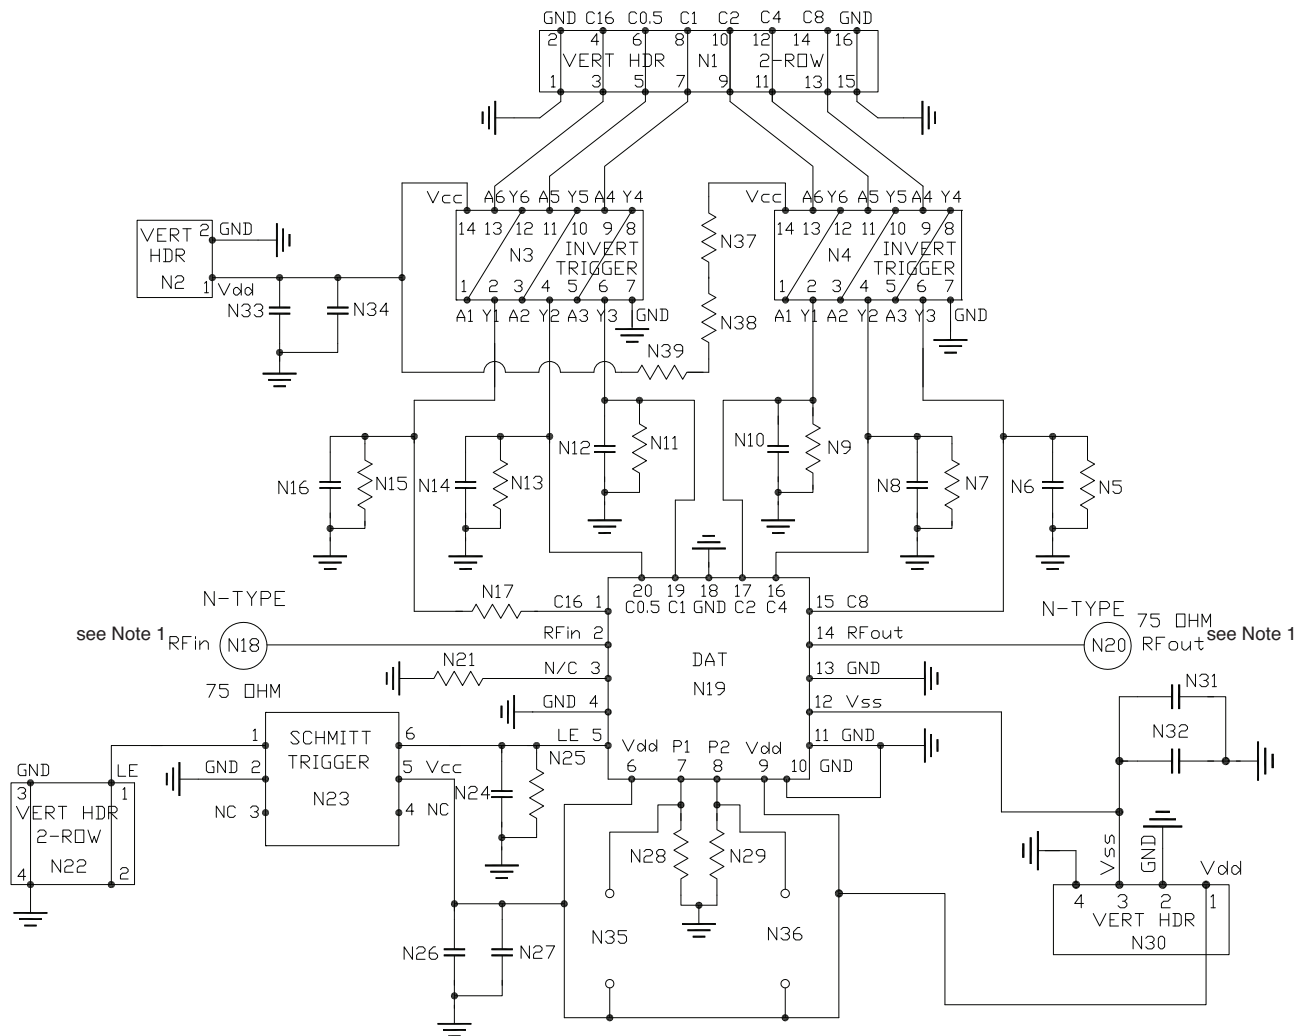 GND C16 C0.5 C1 C2 C4 C8 GND
2 4 6 8 10 12 14 16
VERT HDR N1 2-ROW
1 3 5 7 9 11 13 15
Vcc A6 Y6 A5 Y5 A4 Y4
14 13 12 11 10 9 8
N3 INVERT
TRIGGER
1 2 3 4 5 6 7
A1 Y1 A2 Y2 A3 Y3 GND
Vcc A6 Y6 A5 Y5 A4 Y4
14 13 12 11 10 9 8
N4 INVERT
TRIGGER
1 2 3 4 5 6 7
A1 Y1 A2 Y2 A3 Y3 GND
VERT 2 GND
HDR
N2 1 Vdd
N33 N34
N37
N38
N39
N16 N15 N14 N13 N12 N11 N10 N9 N8 N7 N6 N5
N17
N-TYPE
see Note 1 RFin N18
75 OHM
N21
C16 1
RFin 2
N/C 3
GND 4
LE 5
20 19 18 17 16
C0.5 C1 GND C2 C4
DAT
N19
15 C8
14 RFout
13 GND
12 Vss
11 GND
Vdd P1 P2 Vdd
6 7 8 9 10 GND
N-TYPE 75 OHM
N20 RFout see Note 1
N31
N32
1 SCHMITT 6
TRIGGER
GND 2 5 Vcc
N23
NC 3 4 NC
GND LE
3 1
VERT HDR
2-ROW
N22
4 2
N25
N24
N26 N27
N28 N29
N35 N36
Vss GND Vdd
4 3 2 1
VERT HDR
N30